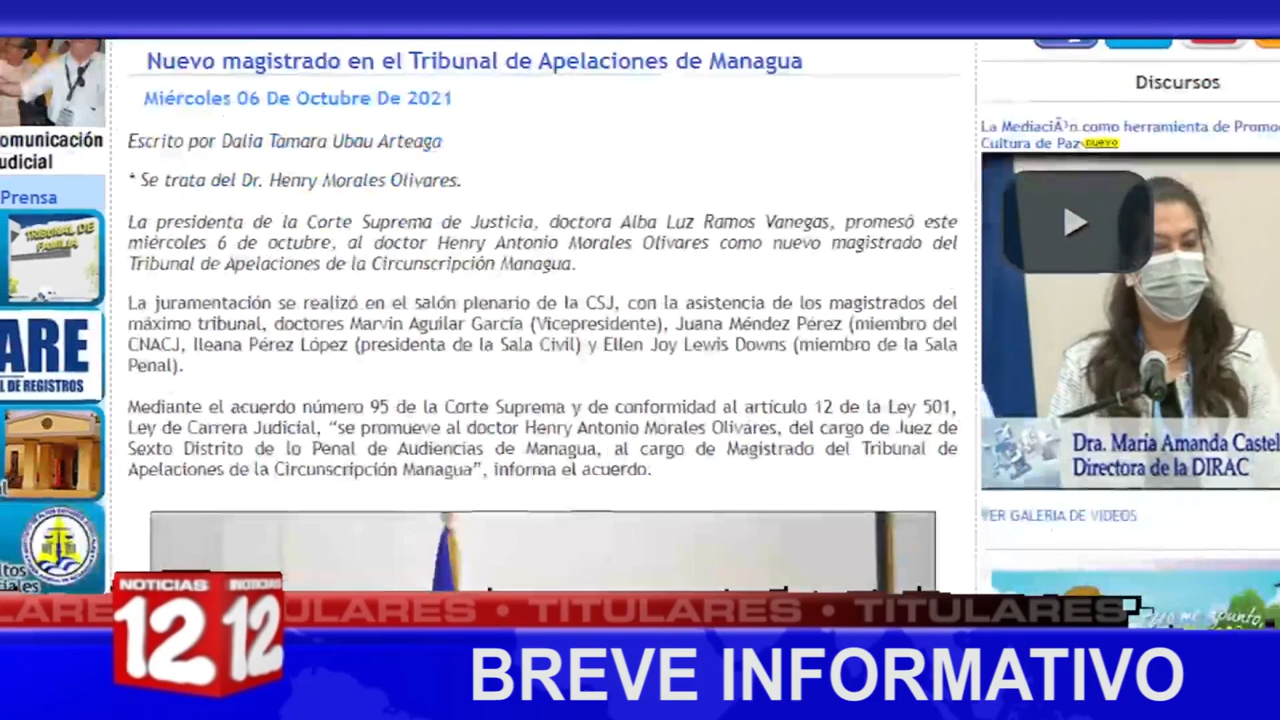 Nuevo magistrado en el Tribunal de Apelaciones de Managua
Miércoles 06 De Octubre De 2021
Escrito por Dalia Tamara Ubau Arteaga
* Se trata del Dr. Henry Morales Olivares.
La presidenta de la Corte Suprema de Justicia, doctora Alba Luz Ramos Vanegas, promesó este
miércoles 6 de octubre, al doctor Henry Antonio Morales Olivares como nuevo magistrado del
Tribunal de Apelaciones de la Circunscripción Managua.
La juramentación se realizó en el salón plenario de la CSJ, con la asistencia de los magistrados del
máximo tribunal, doctores Marvin Aguilar García (Vicepresidente), Juana Méndez Pérez (miembro del
CNACJ, Ileana Pérez López (presidenta de la Sala Civil) y Ellen Joy Lewis Downs (miembro de la Sala
Penal).
Mediante el acuerdo número 95 de la Corte Suprema y de conformidad al artículo 12 de la Ley 501,
Ley de Carrera Judicial, “se promueve al doctor Henry Antonio Morales Olivares, del cargo de Juez de
Sexto Distrito de lo Penal de Audiencias de Managua, al cargo de Magistrado del Tribunal de
Apelaciones de la Circunscripción Managua”, informa el acuerdo.
omunicación
udicial
Prensa
TRIBUNAL DE
FAMILIA
ARE
L DE REGISTROS
ltos
iales
Discursos
La MediaciÃ³n como herramienta de Promo
Cultura de Paz nuevo
Dra. Maria Amanda Castel
Directora de la DIRAC
VER GALERIA DE VIDEOS
LARE TITULARES • TITULARES • TITULARES
NOTICIAS NOTICIAS
12 12
BREVE INFORMATIVO